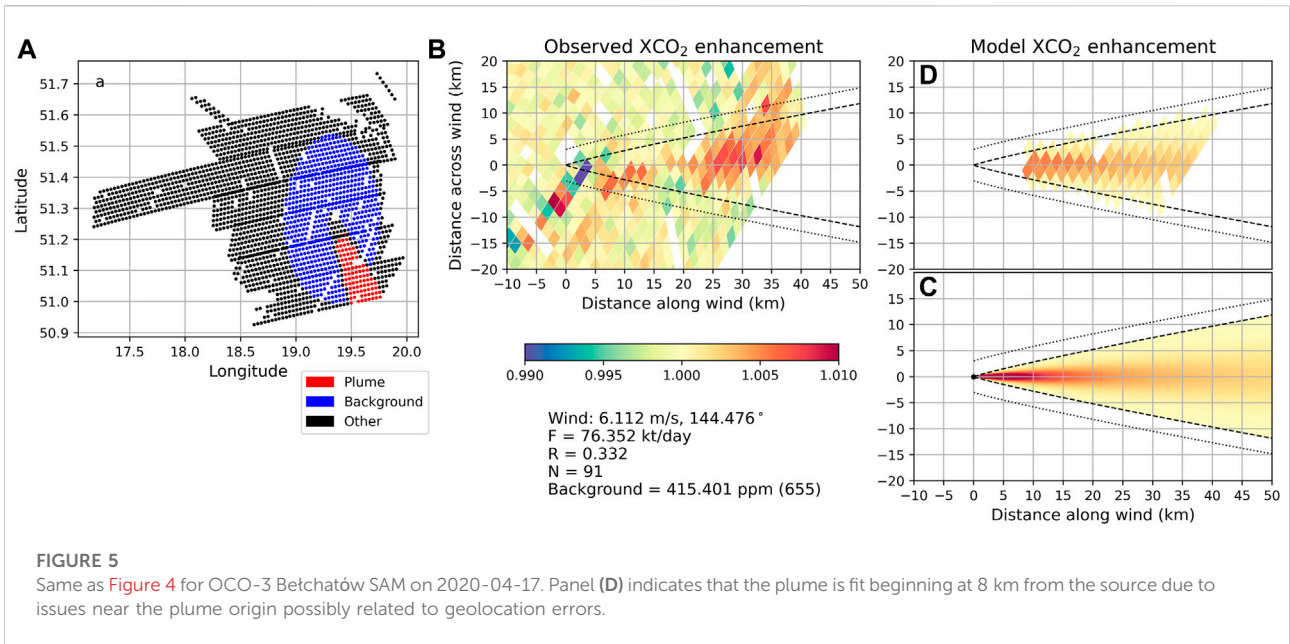 A
a
51.7
51.6
51.5
51.4
51.3
51.2
51.1
51.0
50.9
Latitude
17.5 18.0 18.5 19.0 19.5 20.0
Longitude
Plume
Background
Other
B
Observed XCO₂ enhancement
20
15
10
5
0
−5
−10
−15
−20
Distance across wind (km)
−10 −5 0 5 10 15 20 25 30 35 40 45 50
Distance along wind (km)
0.990 0.995 1.000 1.005 1.010
Wind: 6.112 m/s, 144.476°
F = 76.352 kt/day
R = 0.332
N = 91
Background = 415.401 ppm (655)
Model XCO₂ enhancement
D
20
15
10
5
0
−5
−10
−15
−20
C
15
10
5
0
−5
−10
−15
−20
−10 −5 0 5 10 15 20 25 30 35 40 45 50
Distance along wind (km)
FIGURE 5
Same as Figure 4 for OCO-3 Bełchatów SAM on 2020-04-17. Panel (D) indicates that the plume is fit beginning at 8 km from the source due to
issues near the plume origin possibly related to geolocation errors.